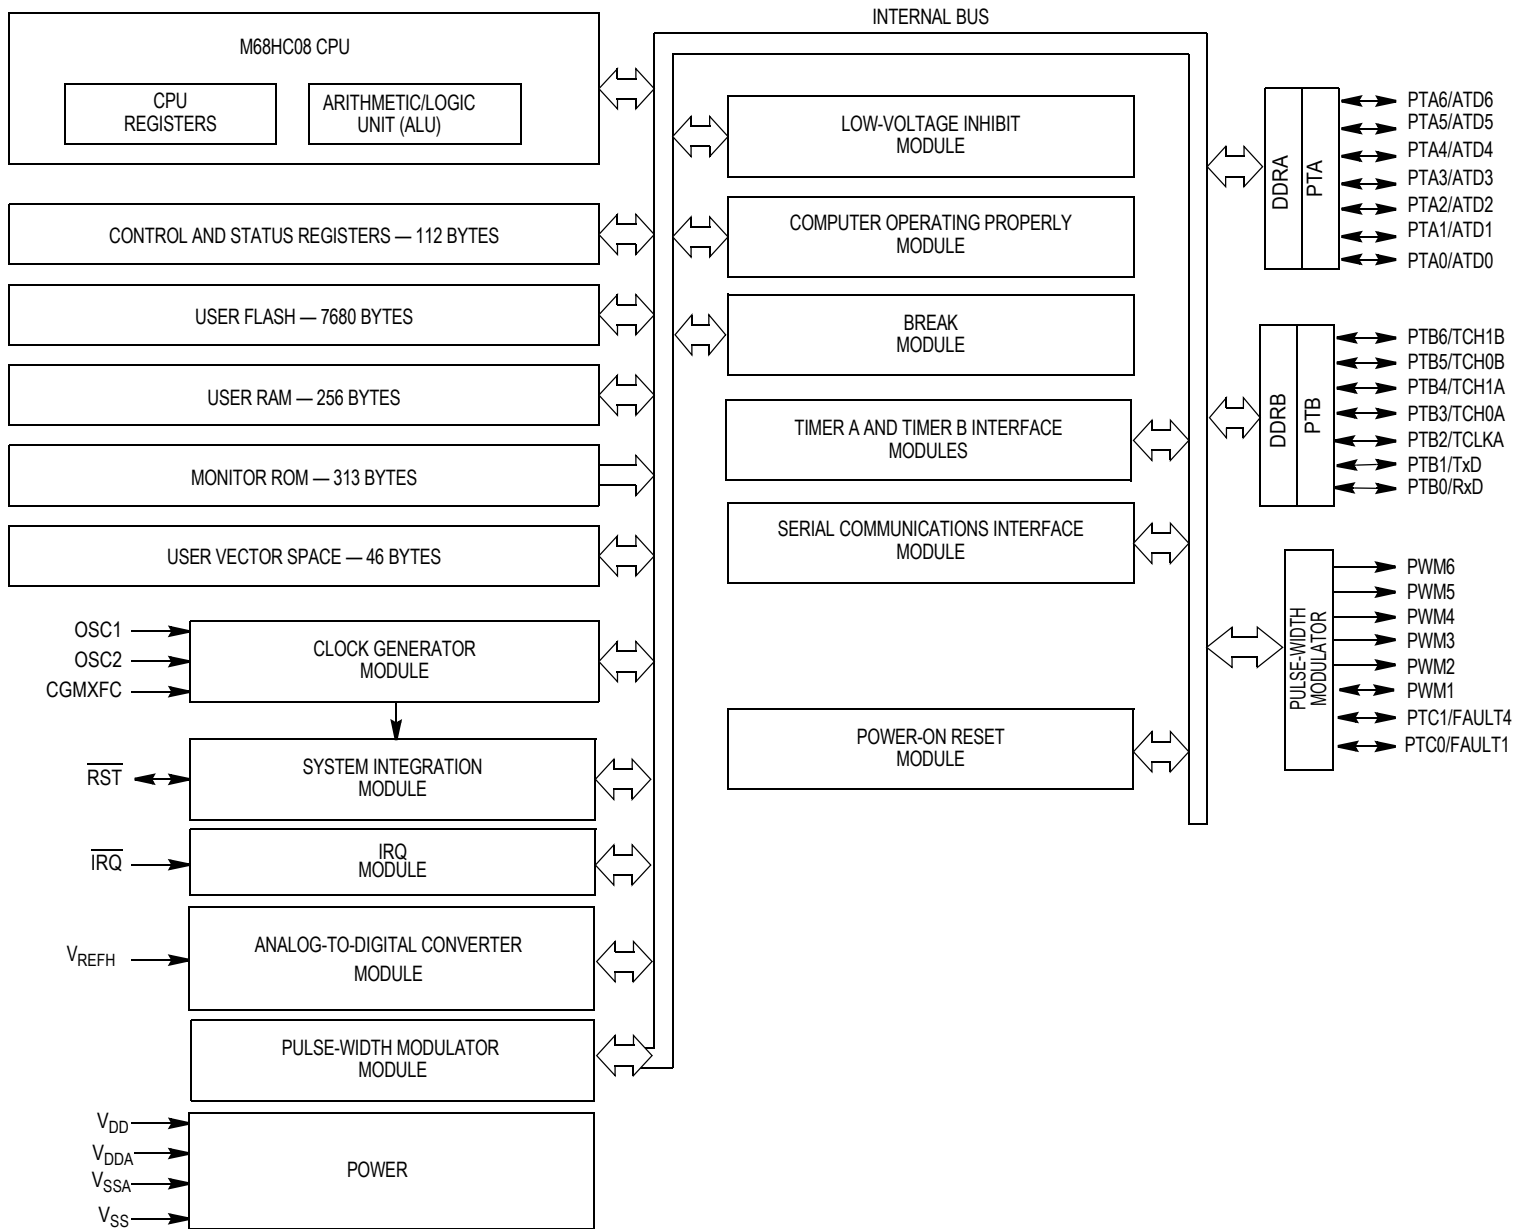 INTERNAL BUS
M68HC08 CPU
CPU
REGISTERS
ARITHMETIC/LOGIC
UNIT (ALU)
CONTROL AND STATUS REGISTERS — 112 BYTES
USER FLASH — 7680 BYTES
USER RAM — 256 BYTES
MONITOR ROM — 313 BYTES
USER VECTOR SPACE — 46 BYTES
OSC1
OSC2
CGMXFC
CLOCK GENERATOR
MODULE
RST
SYSTEM INTEGRATION
MODULE
IRQ
IRQ
MODULE
VREFH
ANALOG-TO-DIGITAL CONVERTER
MODULE
PULSE-WIDTH MODULATOR
MODULE
VDD
VDDA
VSSA
VSS
POWER
LOW-VOLTAGE INHIBIT
MODULE
COMPUTER OPERATING PROPERLY
MODULE
BREAK
MODULE
TIMER A AND TIMER B INTERFACE
MODULES
SERIAL COMMUNICATIONS INTERFACE
MODULE
POWER-ON RESET
MODULE
DDRA
PTA
PTA6/ATD6
PTA5/ATD5
PTA4/ATD4
PTA3/ATD3
PTA2/ATD2
PTA1/ATD1
PTA0/ATD0
DDRB
PTB
PTB6/TCH1B
PTB5/TCH0B
PTB4/TCH1A
PTB3/TCH0A
PTB2/TCLKA
PTB1/TxD
PTB0/RxD
PULSE-WIDTH
MODULATOR
PWM6
PWM5
PWM4
PWM3
PWM2
PWM1
PTC1/FAULT4
PTC0/FAULT1